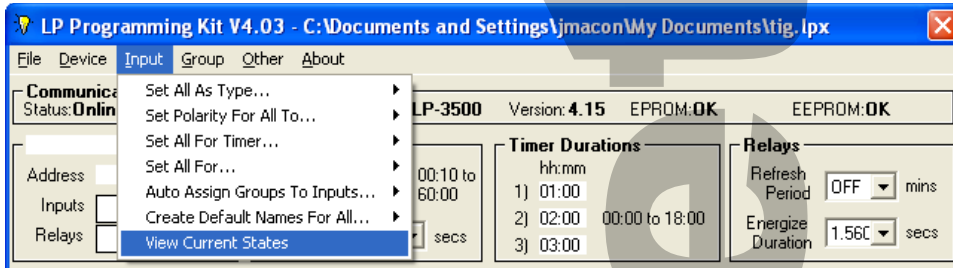 LP Programming Kit V4.03 - C:\Documents and Settings\jmacon\My Documents\tig.lpx
File Device Input Group Other About
Communica
Status:Onlin LP-3500 Version: 4.15 EPROM:OK EEPROM:OK
Set All As Type...
Set Polarity For All To...
Set All For Timer...
Set All For...
Auto Assign Groups To Inputs...
Create Default Names For All...
View Current States
Address
Inputs
Relays
00:10 to
60:00
secs
Timer Durations
hh:mm
1) 01:00
2) 02:00 00:00 to 18:00
3) 03:00
Relays
Refresh
Period OFF mins
Energize
Duration 1.560 secs